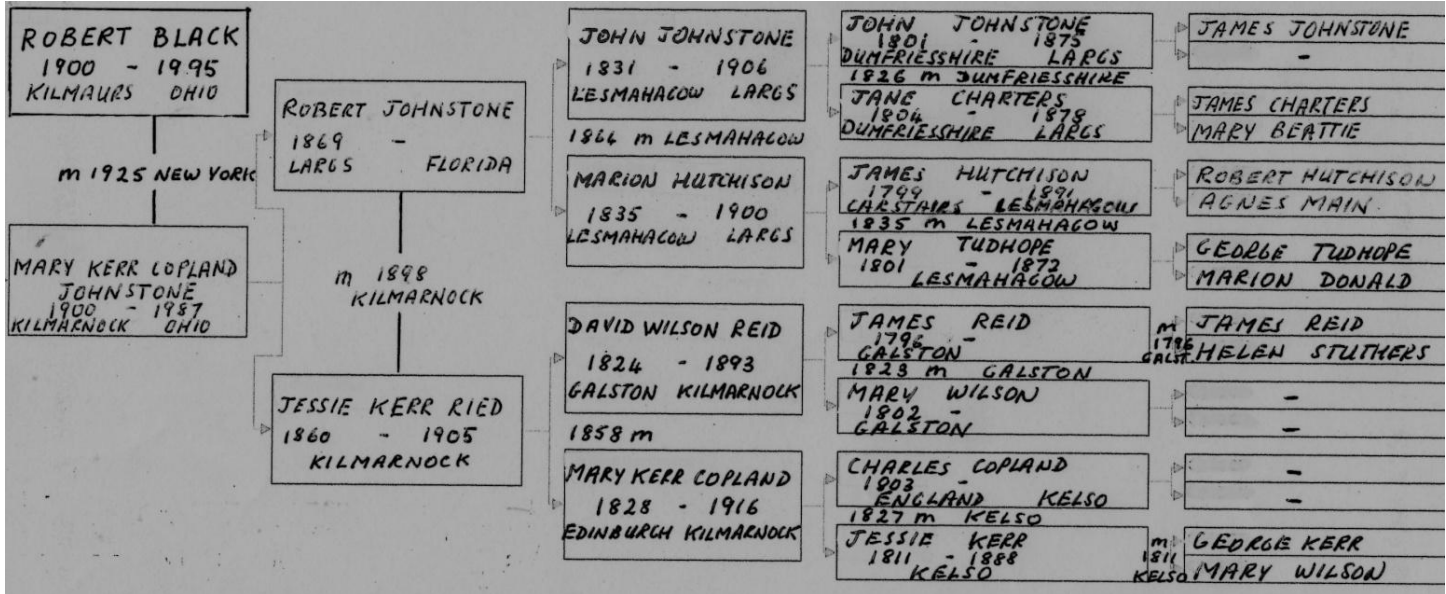 ROBERT BLACK
1900 - 1995
KILMAURS OHIO
m 1925 NEW YORK
MARY KERR COPLAND
JOHNSTONE
1900 - 1987
KILMARNOCK OHIO
ROBERT JOHNSTONE
1869 -
LARGS FLORIDA
m 1898
KILMARNOCK
JESSIE KERR RIED
1860 - 1905
KILMARNOCK
JOHN JOHNSTONE
1831 - 1906
LESMAHAGOW LARGS
1864 m LESMAHAGOW
MARION HUTCHISON
1835 - 1900
LESMAHAGOW LARGS
DAVID WILSON REID
1824 - 1893
GALSTON KILMARNOCK
1858 m
MARY KERR COPLAND
1828 - 1916
EDINBURGH KILMARNOCK
JOHN JOHNSTONE
1801 - 1875
DUMFRIESSHIRE LARGS
1826 m DUMFRIESSHIRE
JANE CHARTERS
1804 - 1878
DUMFRIESSHIRE LARGS
JAMES HUTCHISON
1799 - 1891
CARSTAIRS LESMAHAGOW
1835 m LESMAHAGOW
MARY TUDHOPE
1801 - 1872
LESMAHAGOW
JAMES REID
1796 -
GALSTON
1823 m GALSTON
MARY WILSON
1802 -
GALSTON
CHARLES COPLAND
1803 -
ENGLAND KELSO
1827 m KELSO
JESSIE KERR
1811 - 1888
KELSO
JAMES JOHNSTONE
-
JAMES CHARTERS
MARY BEATTIE
ROBERT HUTCHISON
AGNES MAIN
GEORGE TUDHOPE
MARION DONALD
m
1796
GALST.
JAMES REID
HELEN STUTHERS
-
-
-
-
m
1811
KELSO
GEORGE KERR
MARY WILSON